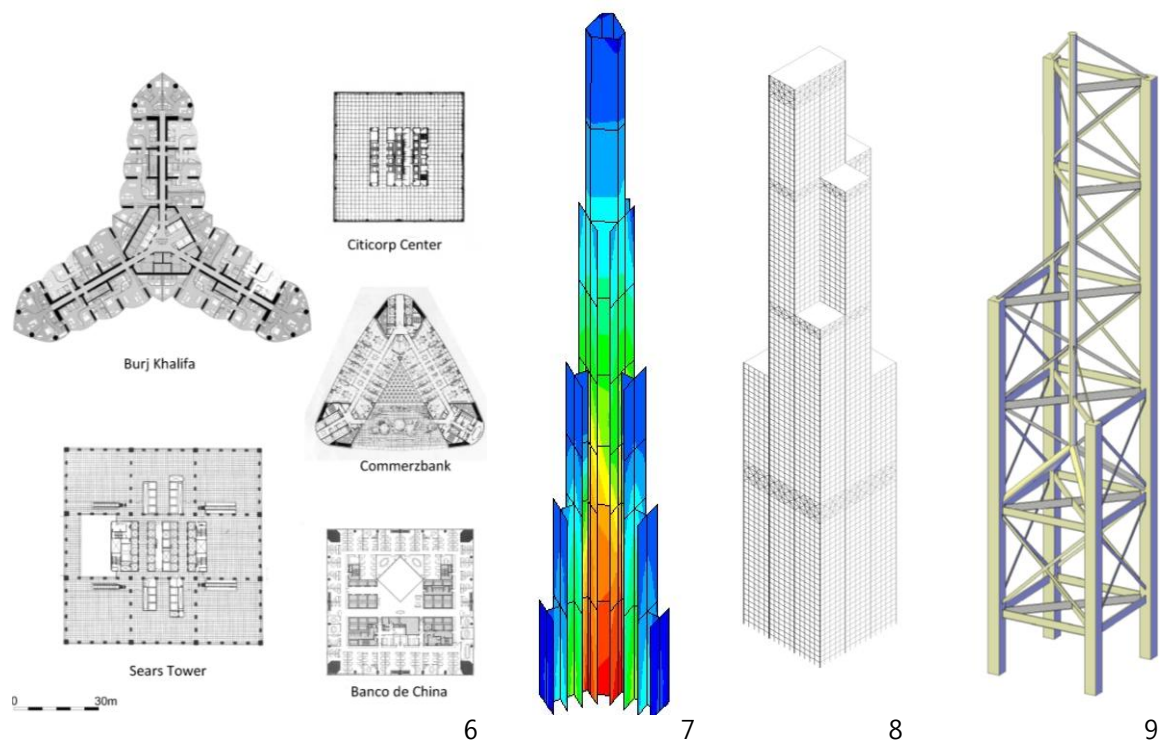 Burj Khalifa
Citicorp Center
Commerzbank
Sears Tower
Banco de China
0 30m
6 7 8 9